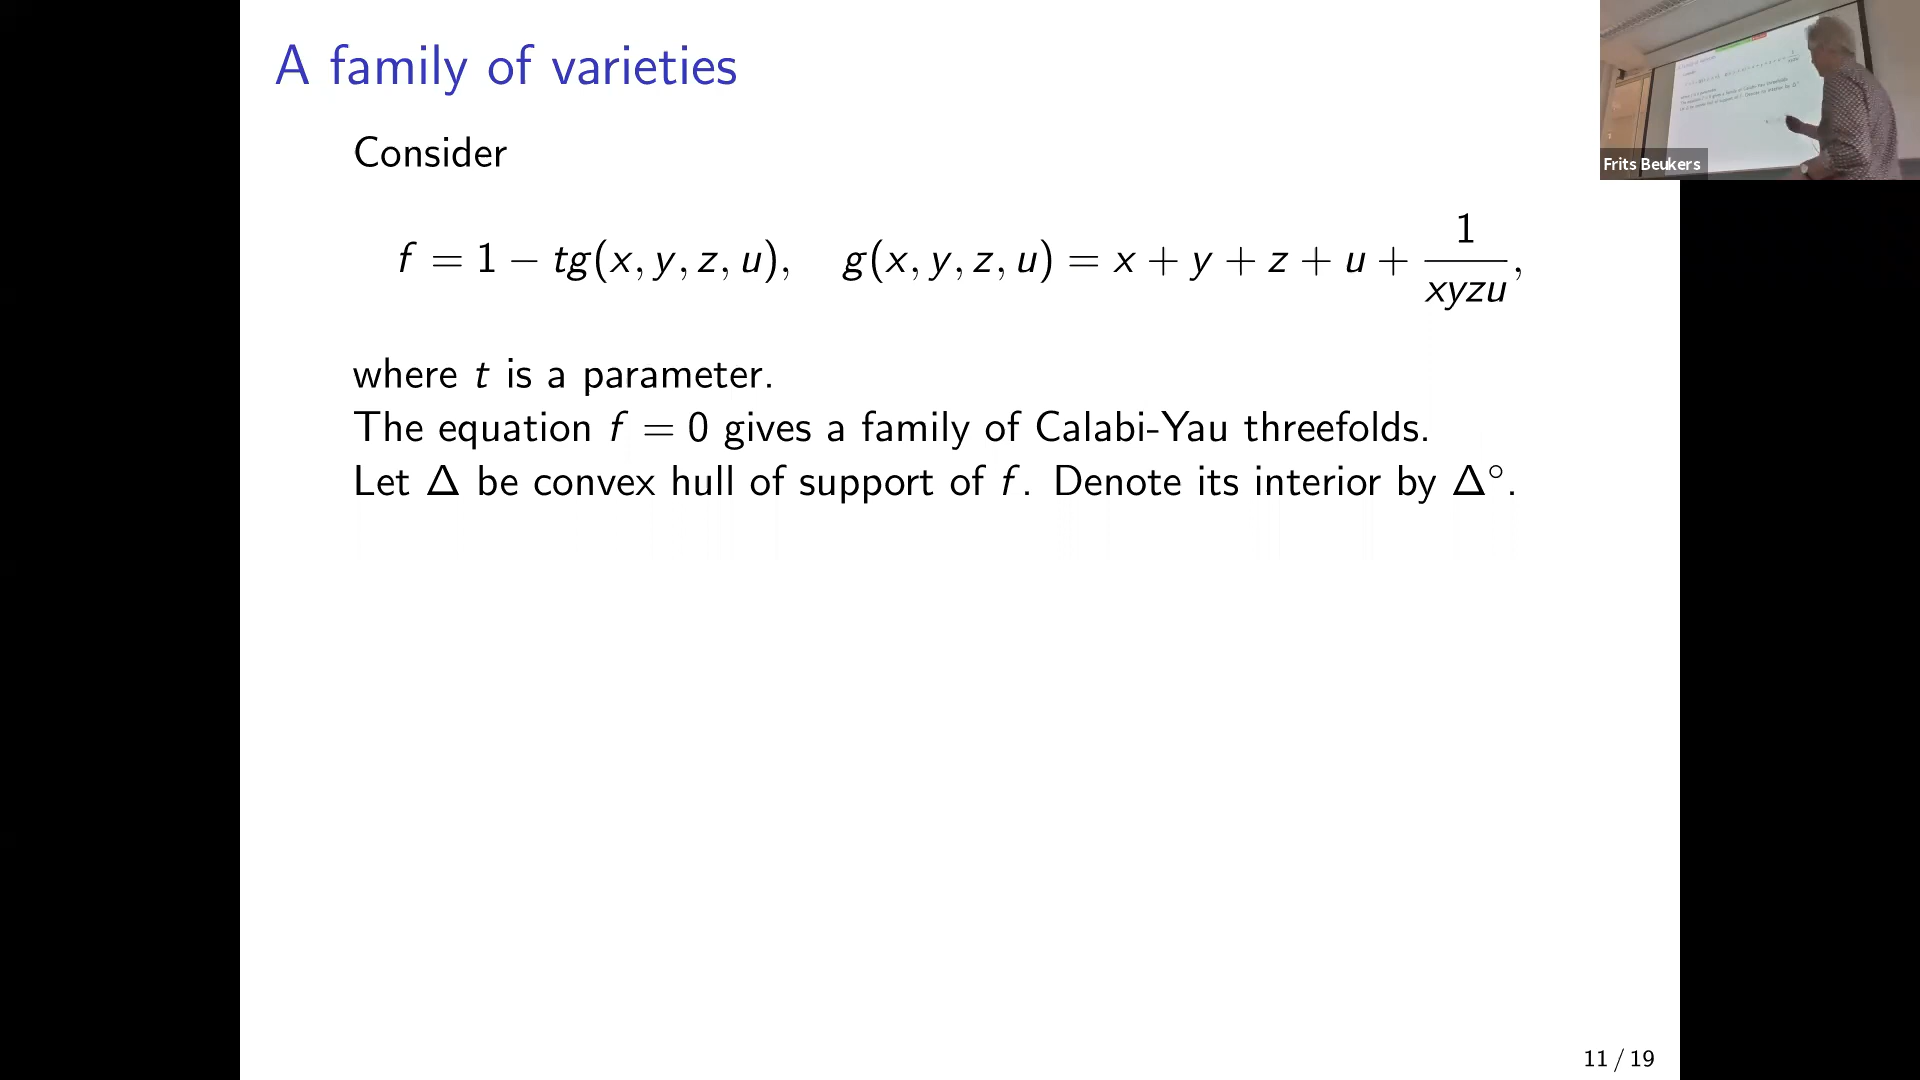 A family of varieties
Consider
f = 1 − tg(x, y, z, u), g(x, y, z, u) = x + y + z + u + 1/xyzu,
where t is a parameter.
The equation f = 0 gives a family of Calabi-Yau threefolds.
Let Δ be convex hull of support of f. Denote its interior by Δ°.
11 / 19
Frits Beukers